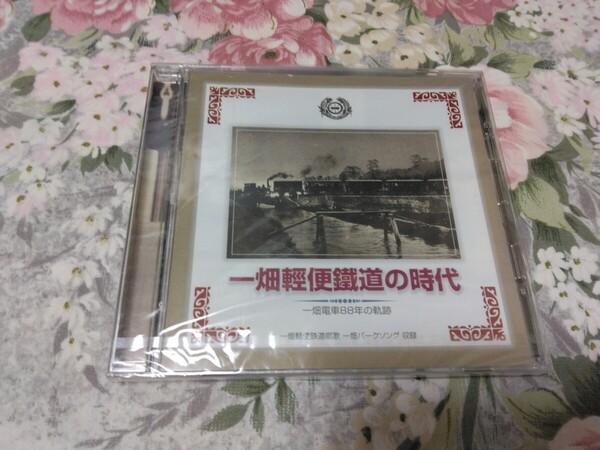 一畑輕便鐵道の時代
一畑電車88年の軌跡
一畑軽便鉄道唱歌 一畑パークソング 収録